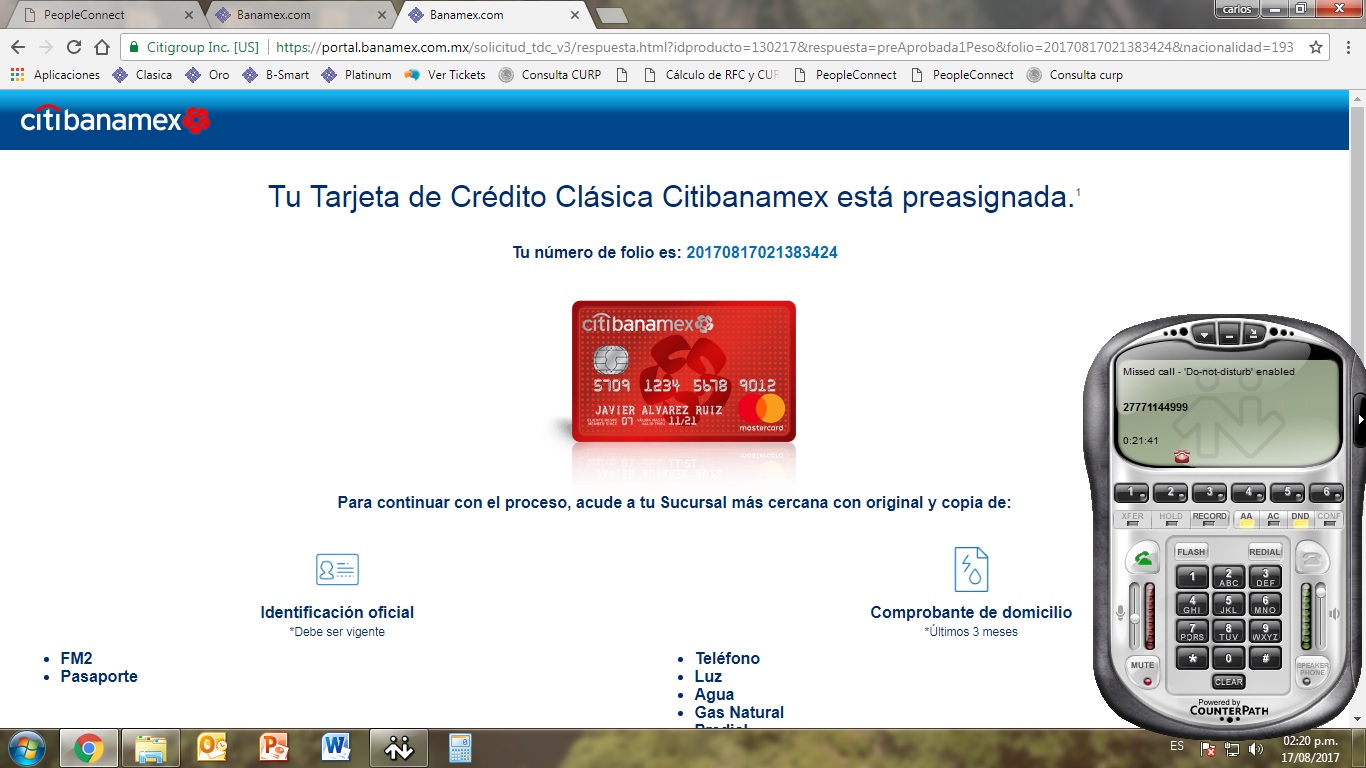 PeopleConnect
Banamex.com
Banamex.com
carlos
Citigroup Inc. [US] | https://portal.banamex.com.mx/solicitud_tdc_v3/respuesta.html?idproducto=130217&respuesta=preAprobada1Peso&folio=20170817021383424&nacionalidad=193
Aplicaciones Clasica Oro B-Smart Platinum Ver Tickets Consulta CURP Cálculo de RFC y CUR PeopleConnect PeopleConnect Consulta curp
citibanamex
Tu Tarjeta de Crédito Clásica Citibanamex está preasignada.1
Tu número de folio es: 20170817021383424
citibanamex
5709 1234 5678 9012
JAVIER ALVAREZ RUIZ
07 11/21
mastercard
Para continuar con el proceso, acude a tu Sucursal más cercana con original y copia de:
Identificación oficial
*Debe ser vigente
FM2
Pasaporte
Comprobante de domicilio
*Últimos 3 meses
Teléfono
Luz
Agua
Gas Natural
Predial
Missed call - 'Do-not-disturb' enabled
27771144999
0:21:41
1 2 3 4 5 6
XFER HOLD RECORD AA AC DND CONF
FLASH REDIAL
1 2 ABC 3 DEF
4 GHI 5 JKL 6 MNO
7 PQRS 8 TUV 9 WXYZ
* 0 #
MUTE
SPEAKER PHONE
CLEAR
Powered by
COUNTERPATH
ES
02:20 p.m.
17/08/2017